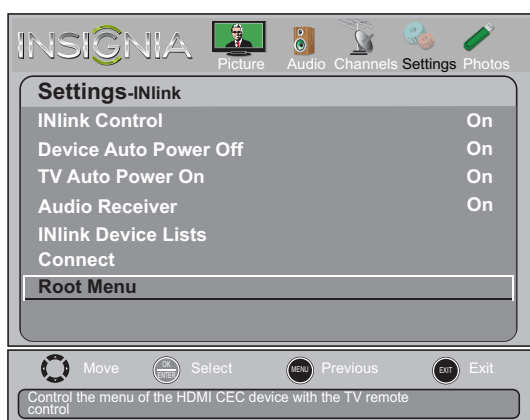 INSIGNIA
Picture Audio Channels Settings Photos
Settings-INlink
INlink Control On
Device Auto Power Off On
TV Auto Power On On
Audio Receiver On
INlink Device Lists
Connect
Root Menu
Move OK ENTER Select MENU Previous EXIT Exit
Control the menu of the HDMI CEC device with the TV remote
control